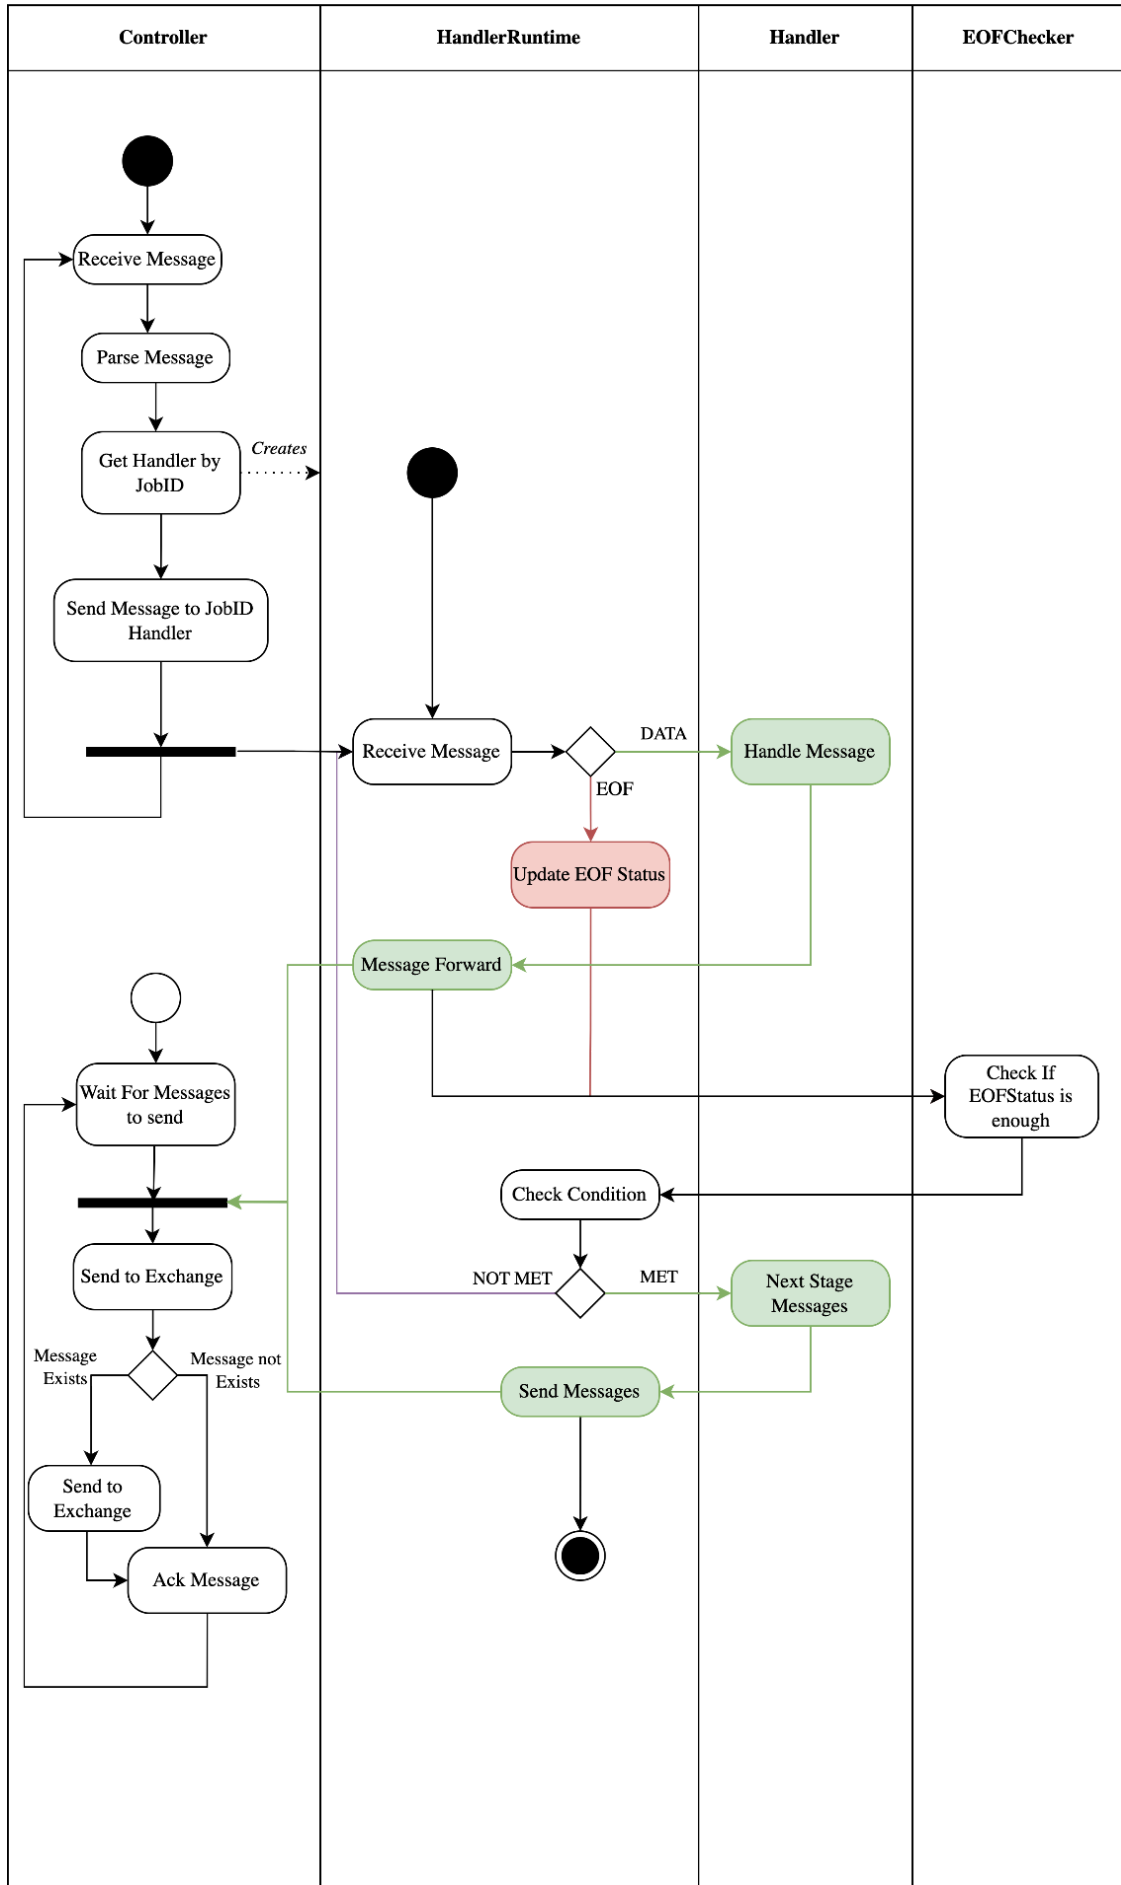 Controller
HandlerRuntime
Handler
EOFChecker
Receive Message
Parse Message
Get Handler by
JobID
Creates
Send Message to JobID
Handler
Receive Message
DATA
Handle Message
EOF
Update EOF Status
Message Forward
Wait For Messages
to send
Check If
EOFStatus is
enough
Check Condition
Send to Exchange
NOT MET
MET
Next Stage
Messages
Message
Exists
Message not
Exists
Send Messages
Send to
Exchange
Ack Message